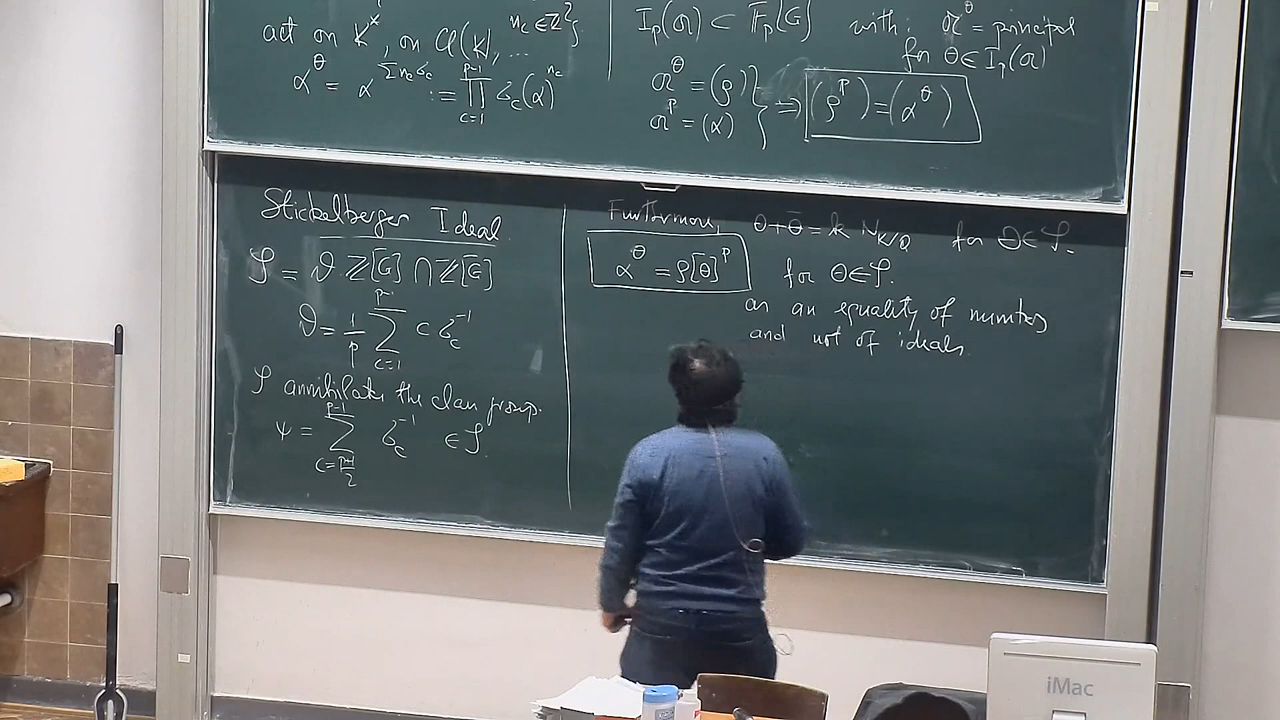 act on K^×, on Cl(K), ...
n_c ∈ Z}
α^θ = α^{Σ n_c σ_c} := ∏_{c=1}^{p-1} σ_c(α)^{n_c}
I_p(𝔞) ⊂ F_p[G] with: 𝔞^θ = principal
for θ ∈ I_p(𝔞)
𝔞^θ = (ρ)
𝔞^p = (α) } ⇒ (ρ^p) = (α^θ)
Stickelberger Ideal
𝒮 = ϑ Z[G] ∩ Z[G]
ϑ = 1/p Σ_{c=1}^{p-1} c σ_c^{-1}
𝒮 annihilates the class group.
ψ = Σ_{c=\frac{p+1}{2}}^{p-1} σ_c^{-1} ∈ 𝒮.
Furthermore, θ + θ̄ = k N_{K/Q} for θ ∈ 𝒮.
α^θ = ρ[θ]^p for θ ∈ 𝒮.
as an equality of numbers
and not of ideals.
iMac